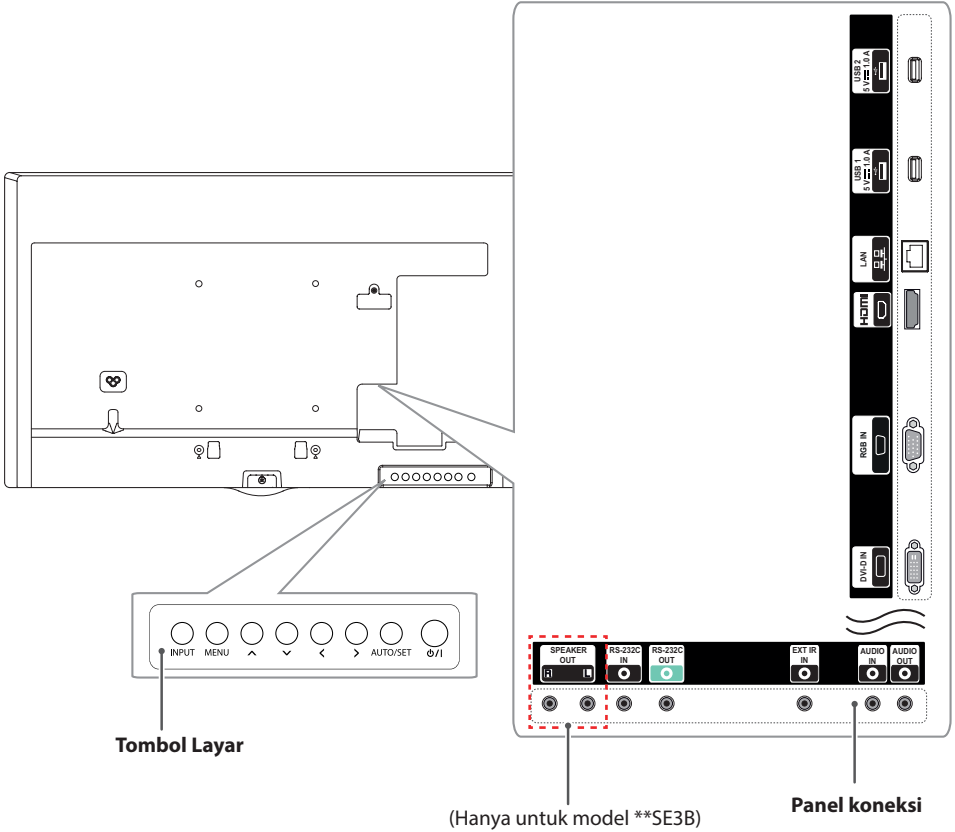 USB 2
5 V⎓1.0 A
USB 1
5 V⎓1.0 A
LAN
HDMI
RGB IN
DVI-D IN
SPEAKER OUT
R L
RS-232C IN
RS-232C OUT
EXT IR IN
AUDIO IN
AUDIO OUT
INPUT MENU AUTO/SET
Tombol Layar
Panel koneksi
(Hanya untuk model **SE3B)